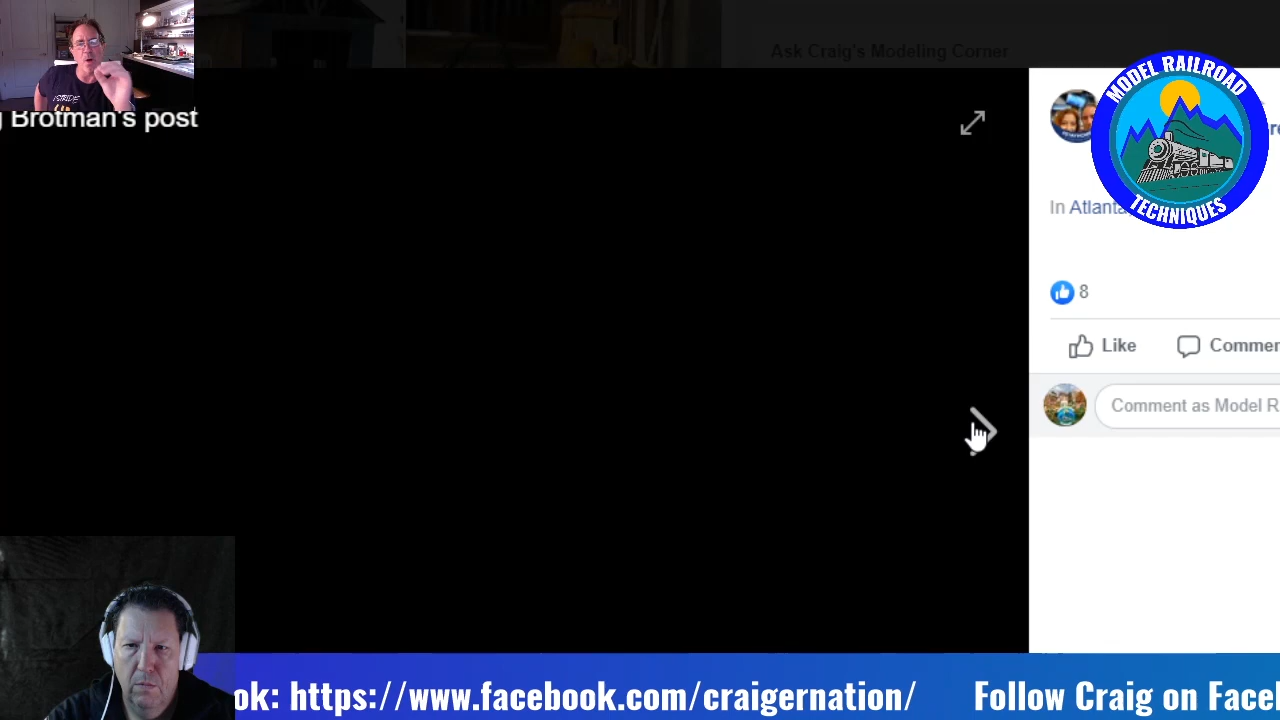 Ask Craig's Modeling Corner
Brotman's post
MODEL RAILROAD
TECHNIQUES
In Atlanta
8
Like
Commen
Comment as Model R
ok: https://www.facebook.com/craigernation/
Follow Craig on Faceb